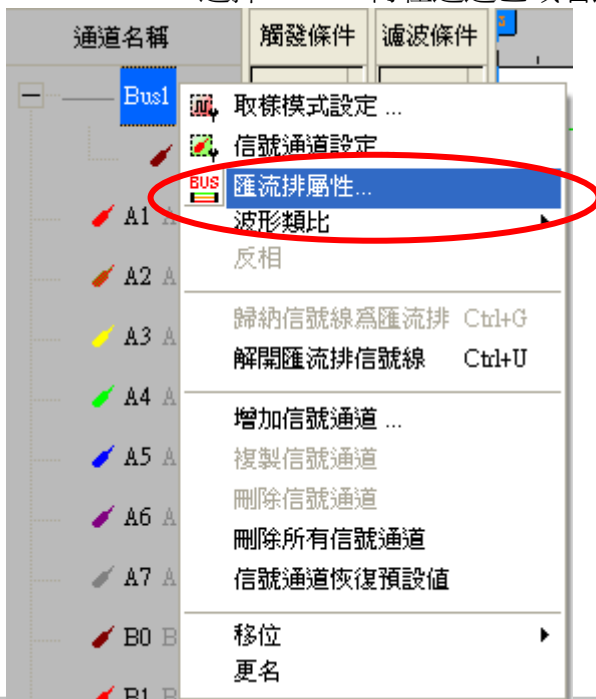 通道名稱 觸發條件 濾波條件
Bus1
取樣模式設定 ...
信號通道設定
BUS 匯流排屬性...
A1 A
波形類比
反相
A2 A
歸納信號線爲匯流排 Ctrl+G
A3 A
解開匯流排信號線 Ctrl+U
A4 A
增加信號通道 ...
A5 A
複製信號通道
刪除信號通道
A6 A
刪除所有信號通道
A7 A
信號通道恢復預設值
B0 B
移位
更名
B1 B